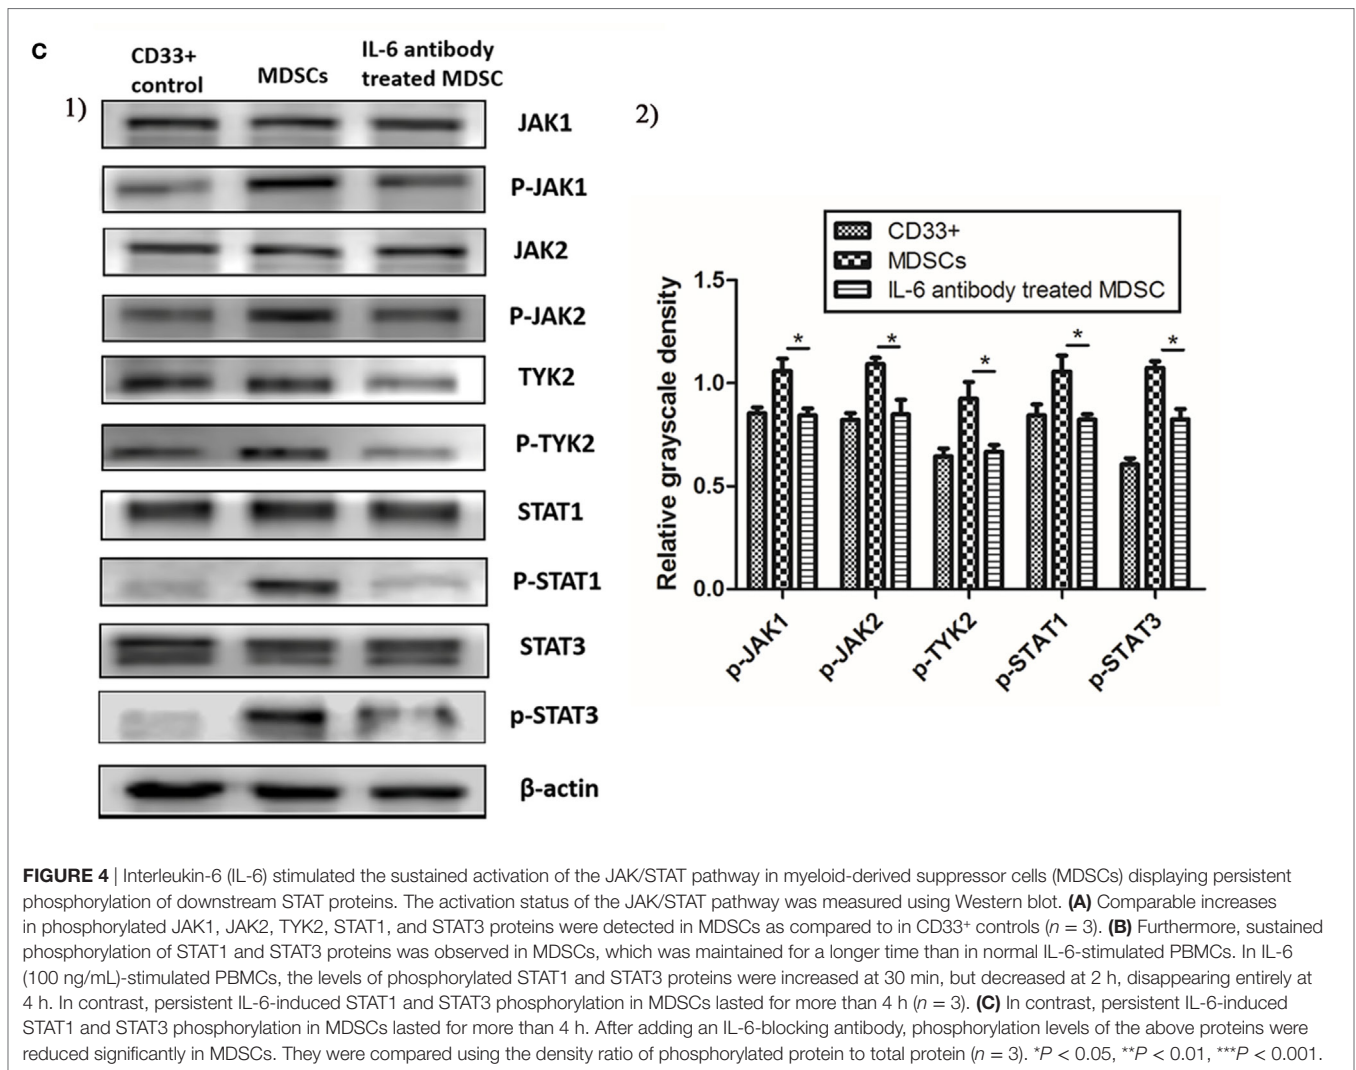 C
CD33+
control
MDSCs
IL-6 antibody
treated MDSC
1)
JAK1
P-JAK1
JAK2
P-JAK2
TYK2
P-TYK2
STAT1
P-STAT1
STAT3
p-STAT3
β-actin
2)
CD33+
MDSCs
IL-6 antibody treated MDSC
Relative grayscale density
1.5
1.0
0.5
0.0
*
*
*
*
*
p-JAK1
p-JAK2
p-TYK2
p-STAT1
p-STAT3
FIGURE 4 | Interleukin-6 (IL-6) stimulated the sustained activation of the JAK/STAT pathway in myeloid-derived suppressor cells (MDSCs) displaying persistent
phosphorylation of downstream STAT proteins. The activation status of the JAK/STAT pathway was measured using Western blot. (A) Comparable increases
in phosphorylated JAK1, JAK2, TYK2, STAT1, and STAT3 proteins were detected in MDSCs as compared to in CD33⁺ controls (n = 3). (B) Furthermore, sustained
phosphorylation of STAT1 and STAT3 proteins was observed in MDSCs, which was maintained for a longer time than in normal IL-6-stimulated PBMCs. In IL-6
(100 ng/mL)-stimulated PBMCs, the levels of phosphorylated STAT1 and STAT3 proteins were increased at 30 min, but decreased at 2 h, disappearing entirely at
4 h. In contrast, persistent IL-6-induced STAT1 and STAT3 phosphorylation in MDSCs lasted for more than 4 h (n = 3). (C) In contrast, persistent IL-6-induced
STAT1 and STAT3 phosphorylation in MDSCs lasted for more than 4 h. After adding an IL-6-blocking antibody, phosphorylation levels of the above proteins were
reduced significantly in MDSCs. They were compared using the density ratio of phosphorylated protein to total protein (n = 3). *P < 0.05, **P < 0.01, ***P < 0.001.